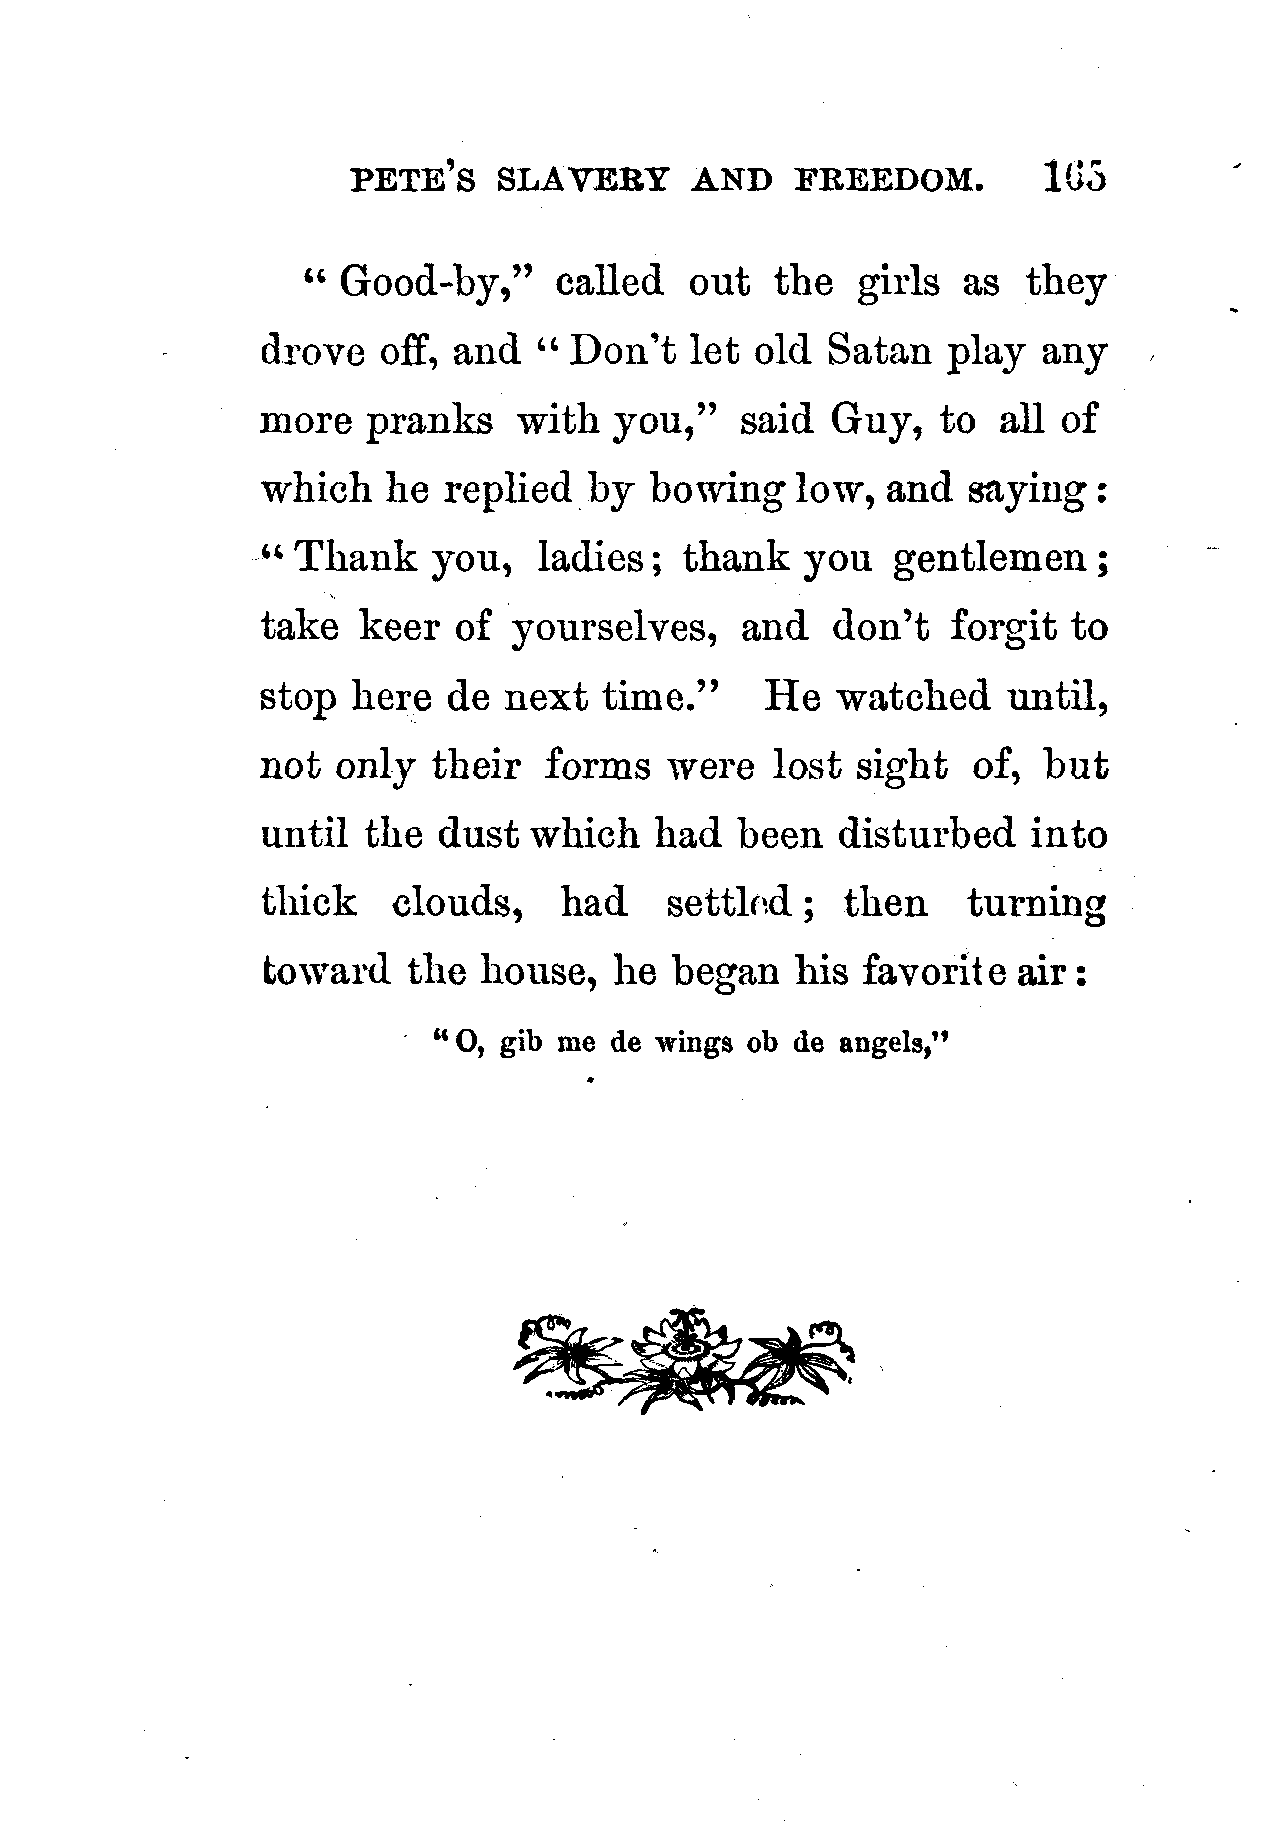 PETE'S SLAVERY AND FREEDOM. 165
"Good-by," called out the girls as they
drove off, and "Don't let old Satan play any
more pranks with you," said Guy, to all of
which he replied by bowing low, and saying:
"Thank you, ladies; thank you gentlemen;
take keer of yourselves, and don't forgit to
stop here de next time." He watched until,
not only their forms were lost sight of, but
until the dust which had been disturbed into
thick clouds, had settled; then turning
toward the house, he began his favorite air:
"O, gib me de wings ob de angels,"